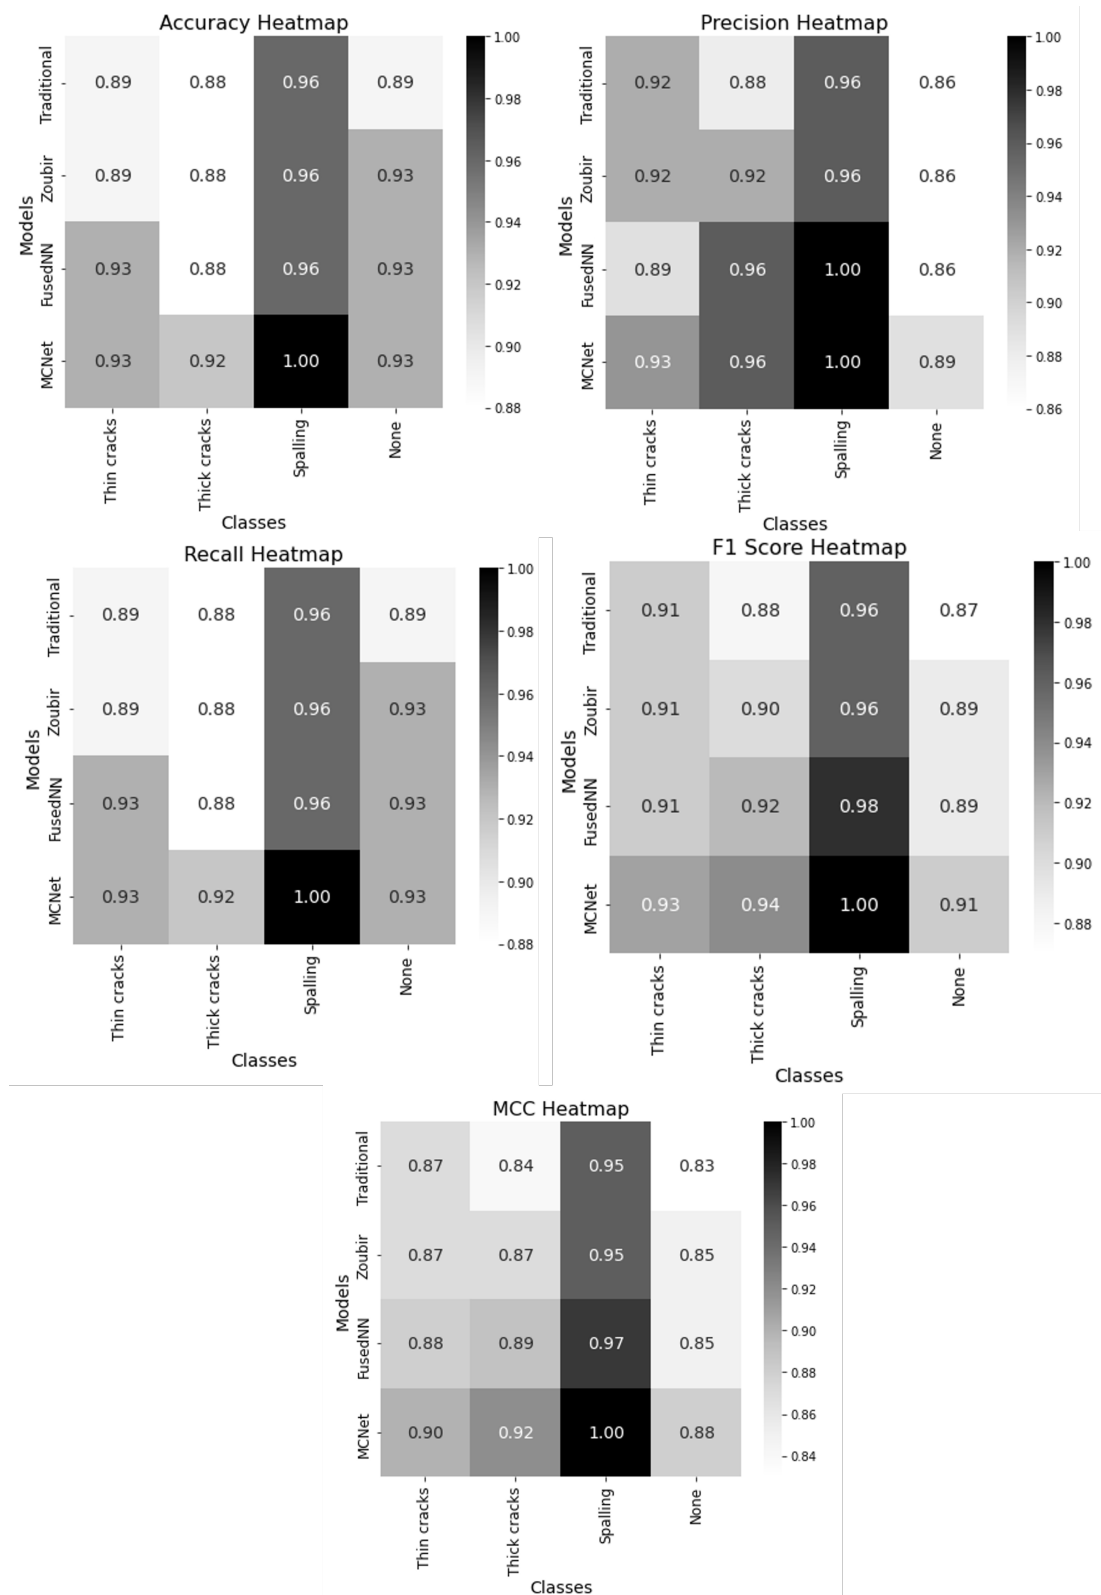 Accuracy Heatmap
Models
Traditional 0.89 0.88 0.96 0.89
Zoubir 0.89 0.88 0.96 0.93
FusedNN 0.93 0.88 0.96 0.93
MCNet 0.93 0.92 1.00 0.93
Thin cracks Thick cracks Spalling None
Classes
1.00
0.98
0.96
0.94
0.92
0.90
0.88
Precision Heatmap
Models
Traditional 0.92 0.88 0.96 0.86
Zoubir 0.92 0.92 0.96 0.86
FusedNN 0.89 0.96 1.00 0.86
MCNet 0.93 0.96 1.00 0.89
Thin cracks Thick cracks Spalling None
Classes
1.00
0.98
0.96
0.94
0.92
0.90
0.88
0.86
Recall Heatmap
Models
Traditional 0.89 0.88 0.96 0.89
Zoubir 0.89 0.88 0.96 0.93
FusedNN 0.93 0.88 0.96 0.93
MCNet 0.93 0.92 1.00 0.93
Thin cracks Thick cracks Spalling None
Classes
1.00
0.98
0.96
0.94
0.92
0.90
0.88
F1 Score Heatmap
Models
Traditional 0.91 0.88 0.96 0.87
Zoubir 0.91 0.90 0.96 0.89
FusedNN 0.91 0.92 0.98 0.89
MCNet 0.93 0.94 1.00 0.91
Thin cracks Thick cracks Spalling None
Classes
1.00
0.98
0.96
0.94
0.92
0.90
0.88
MCC Heatmap
Models
Traditional 0.87 0.84 0.95 0.83
Zoubir 0.87 0.87 0.95 0.85
FusedNN 0.88 0.89 0.97 0.85
MCNet 0.90 0.92 1.00 0.88
Thin cracks Thick cracks Spalling None
Classes
1.00
0.98
0.96
0.94
0.92
0.90
0.88
0.86
0.84